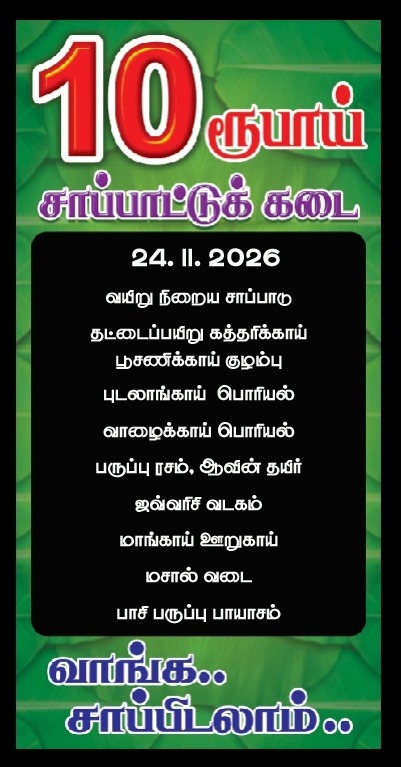 10 ரூபாய்
சாப்பாட்டுக் கடை
24. 11. 2026
வயிறு நிறைய சாப்பாடு
தட்டைப்பயிறு கத்தரிக்காய்
பூசணிக்காய் குழம்பு
புடலாங்காய் பொரியல்
வாழைக்காய் பொரியல்
பருப்பு ரசம், ஆவின் தயிர்
ஜவ்வரிசி வடகம்
மாங்காய் ஊறுகாய்
மசால் வடை
பாசி பருப்பு பாயாசம்
வாங்க..
சாப்பிடலாம்..